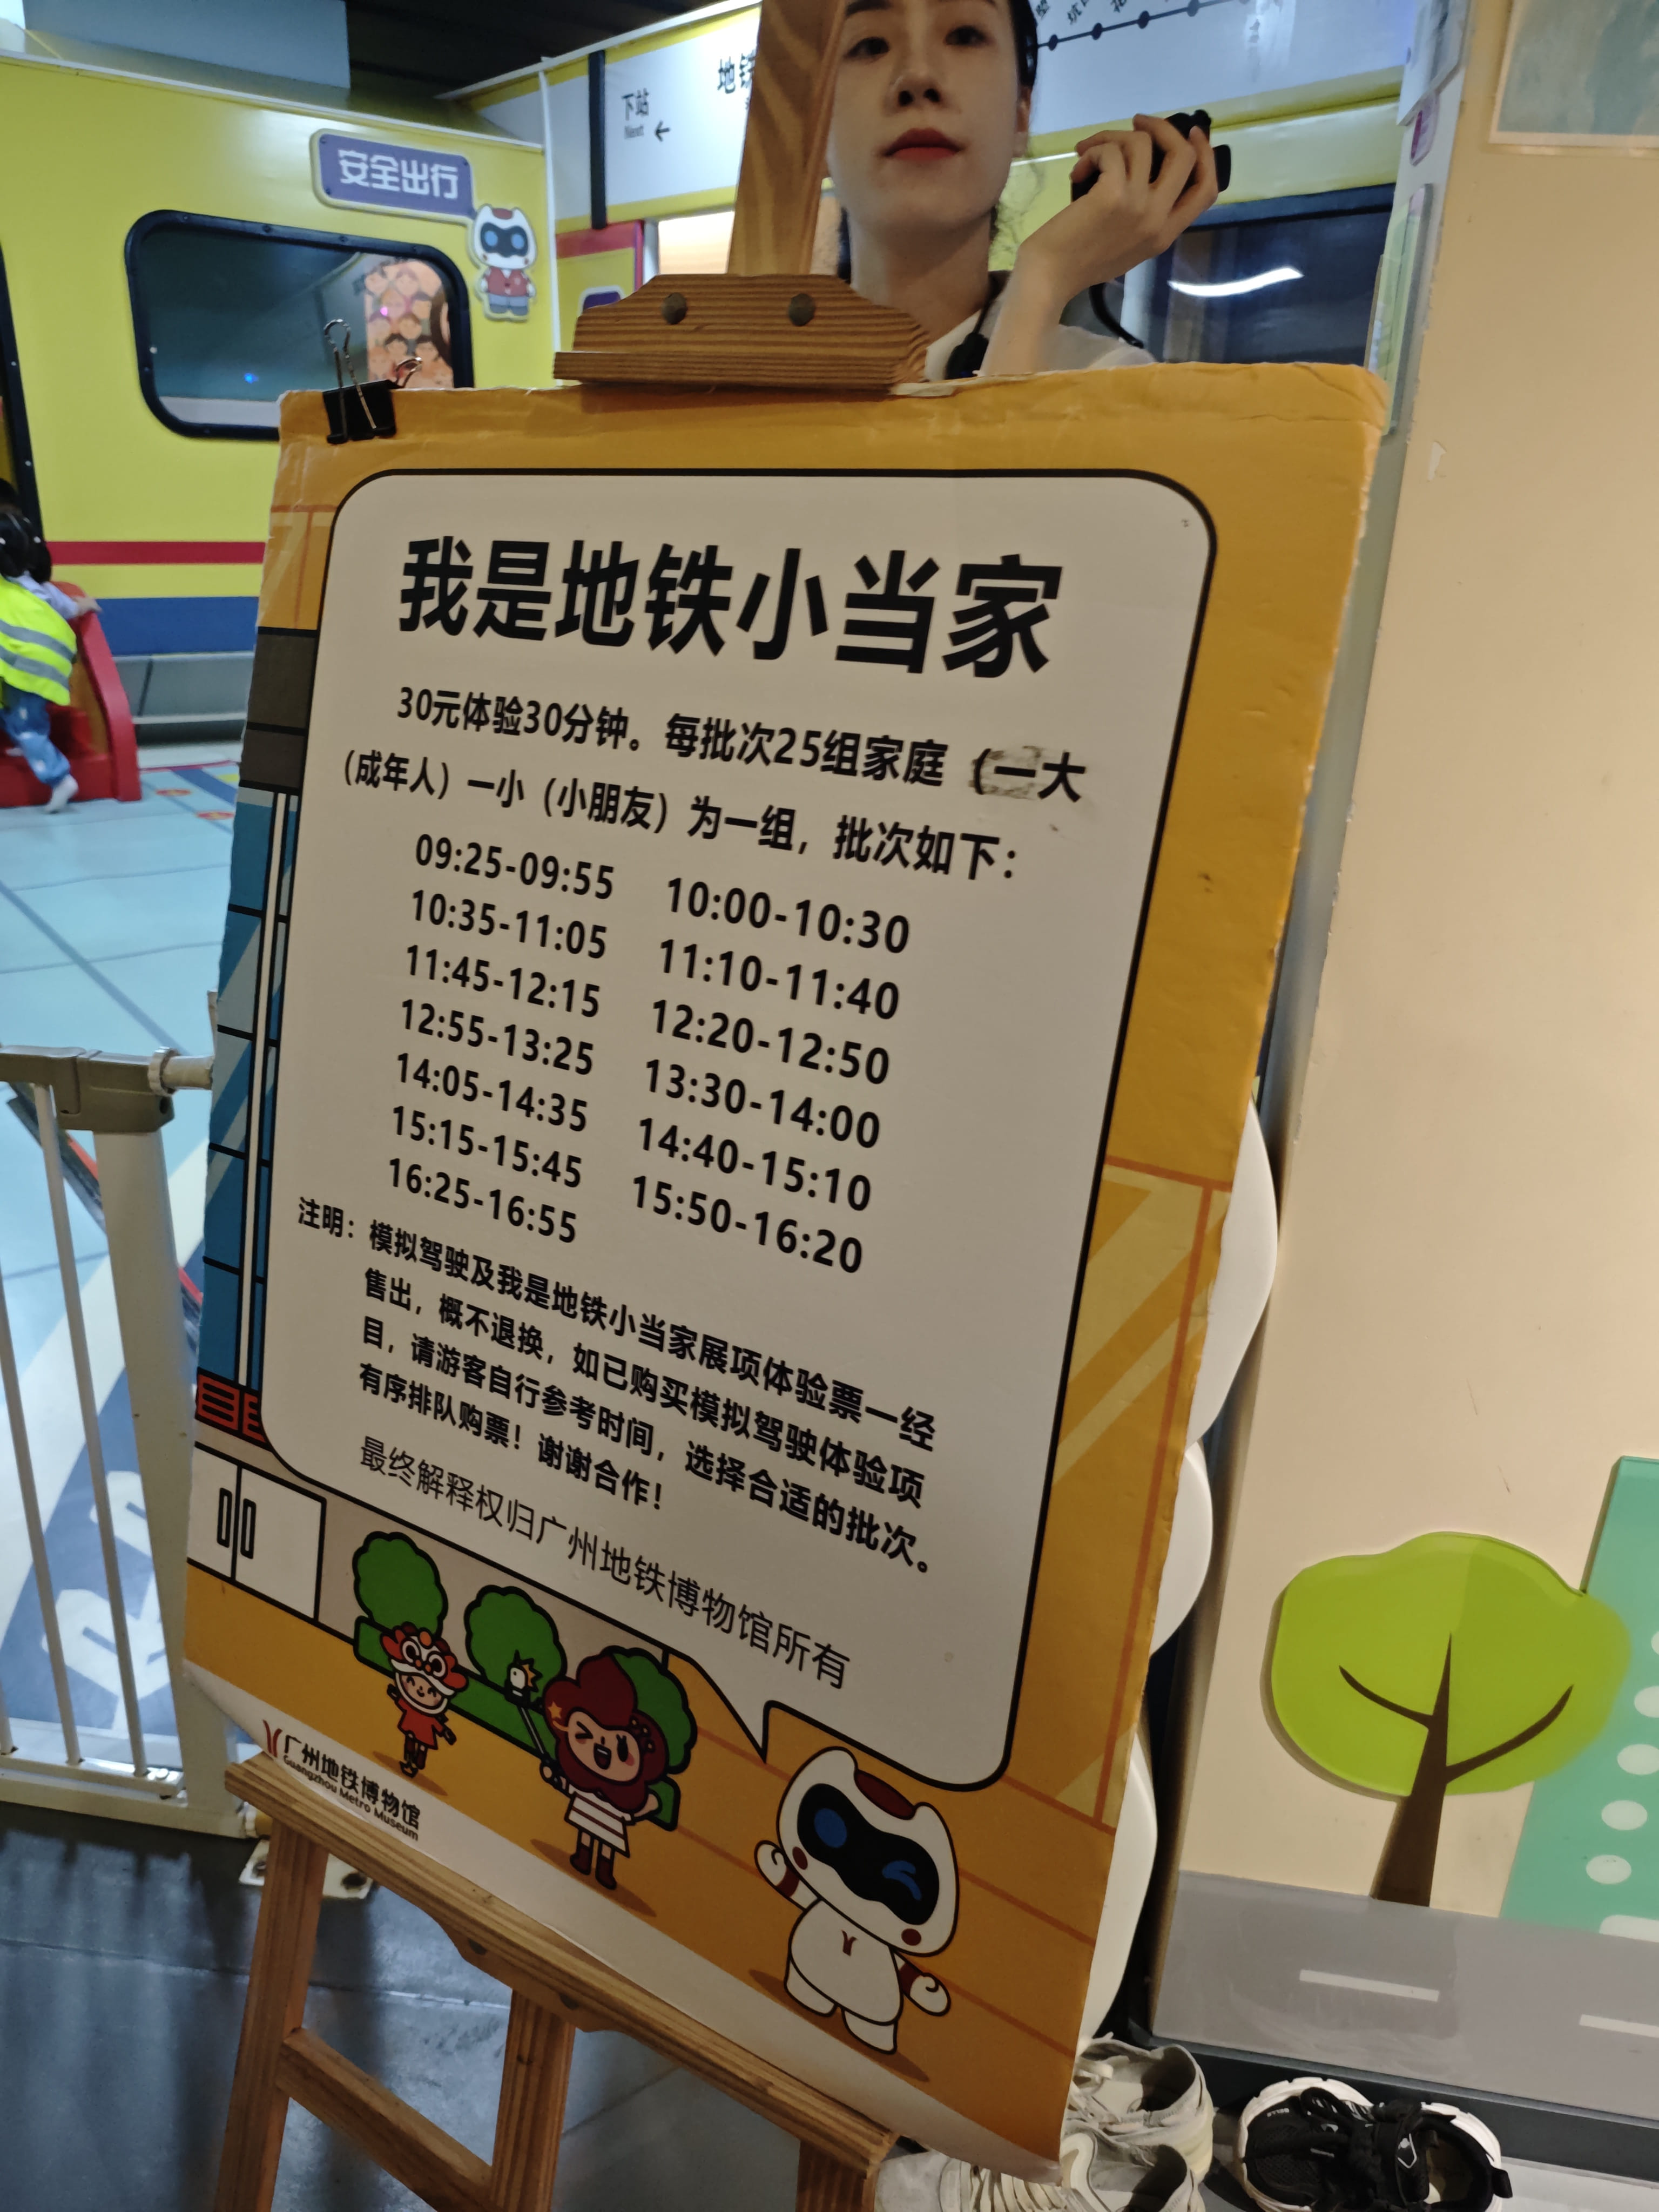 安全出行
下站
Next
地铁
我是地铁小当家
30元体验30分钟。每批次25组家庭（一大
（成年人）一小（小朋友）为一组，批次如下：
09:25-09:55 10:00-10:30
10:35-11:05 11:10-11:40
11:45-12:15 12:20-12:50
12:55-13:25 13:30-14:00
14:05-14:35 14:40-15:10
15:15-15:45 15:50-16:20
16:25-16:55
注明：模拟驾驶及我是地铁小当家展项体验票一经
售出，概不退换，如已购买模拟驾驶体验项
目，请游客自行参考时间，选择合适的批次。
有序排队购票！谢谢合作！
最终解释权归广州地铁博物馆所有
广州地铁博物馆
Guangzhou Metro Museum